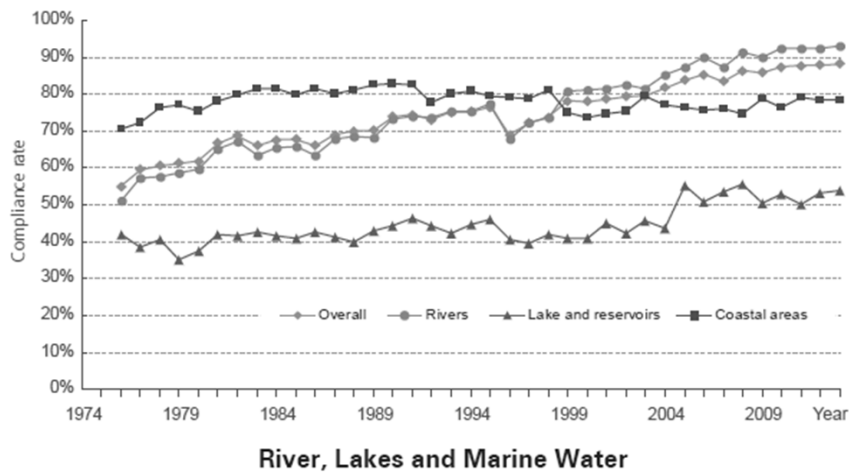 100%
90%
80%
70%
60%
50%
40%
30%
20%
10%
0%
Compliance rate
Overall Rivers Lake and reservoirs Coastal areas
1974 1979 1984 1989 1994 1999 2004 2009 Year
River, Lakes and Marine Water